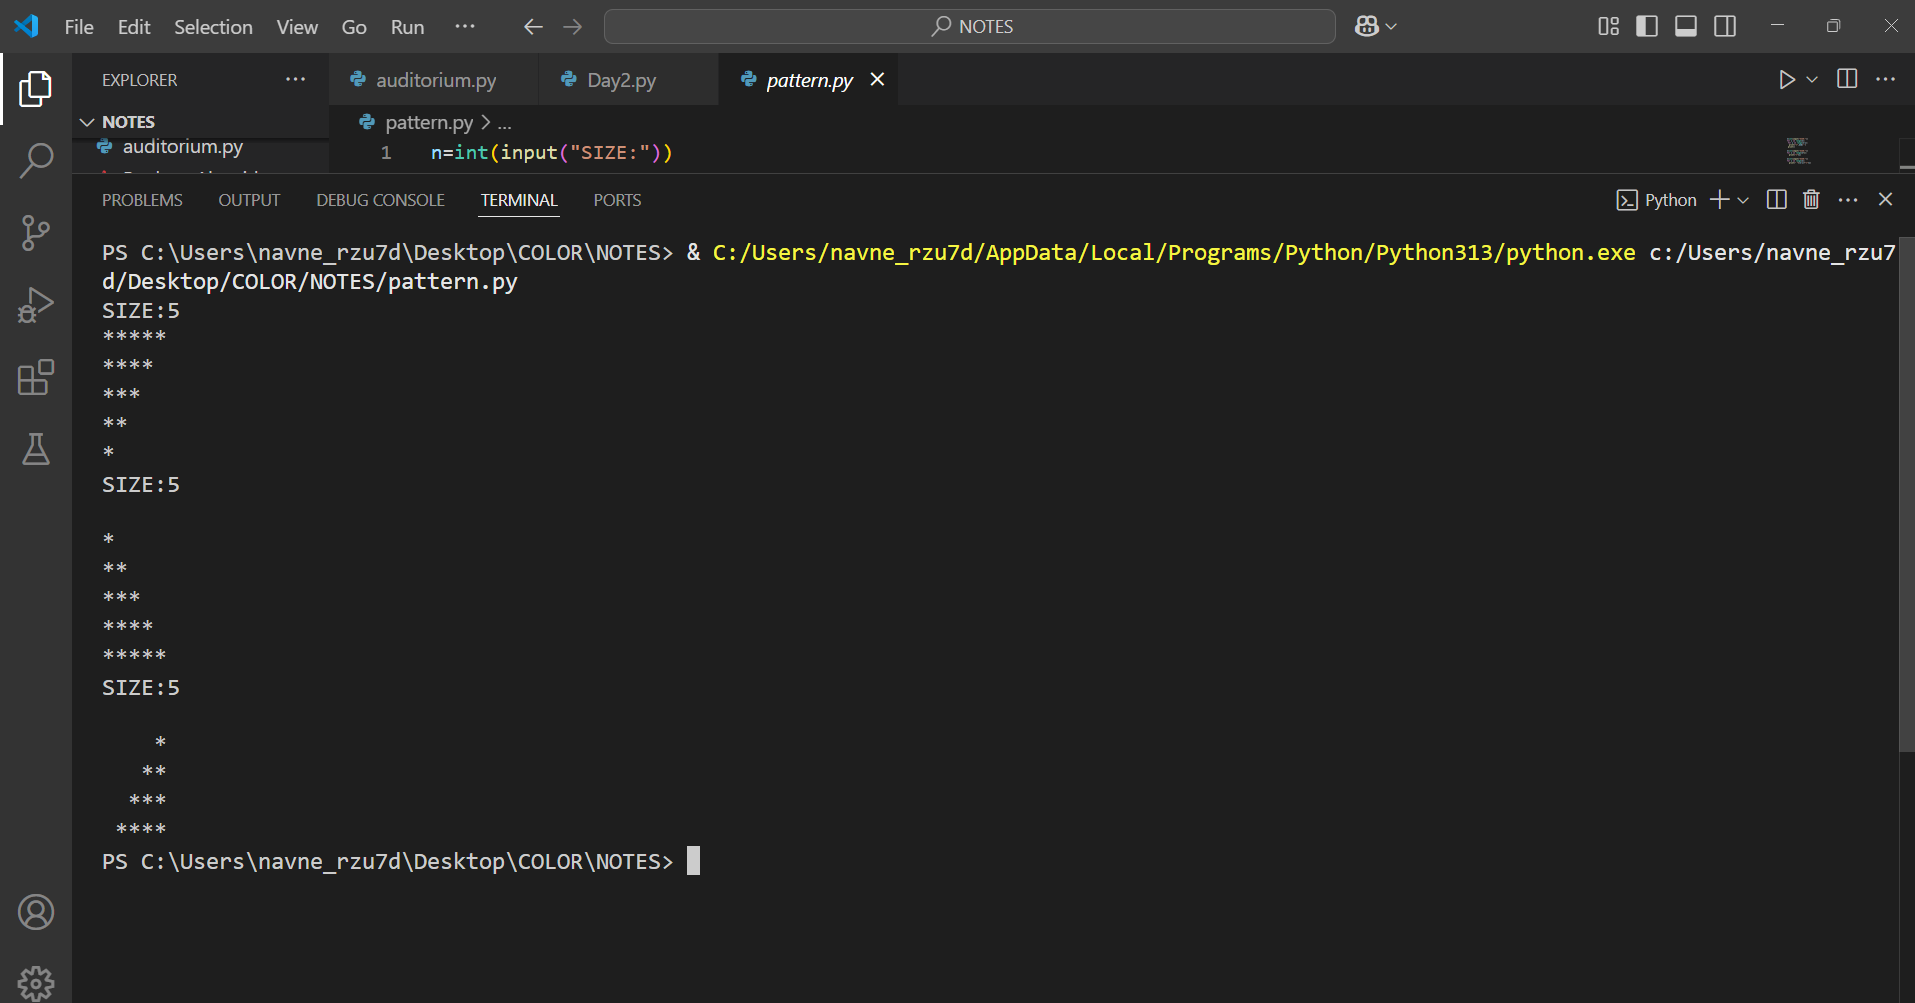 File Edit Selection View Go Run ··· NOTES
EXPLORER ···
auditorium.py Day2.py pattern.py
NOTES
auditorium.py
pattern.py > ...
1 n=int(input("SIZE:"))
PROBLEMS OUTPUT DEBUG CONSOLE TERMINAL PORTS
Python
PS C:\Users\navne_rzu7d\Desktop\COLOR\NOTES> & C:/Users/navne_rzu7d/AppData/Local/Programs/Python/Python313/python.exe c:/Users/navne_rzu7
d/Desktop/COLOR/NOTES/pattern.py
SIZE:5
*****
****
***
**
*
SIZE:5

*
**
***
****
*****
SIZE:5

    *
   **
  ***
 ****
PS C:\Users\navne_rzu7d\Desktop\COLOR\NOTES>